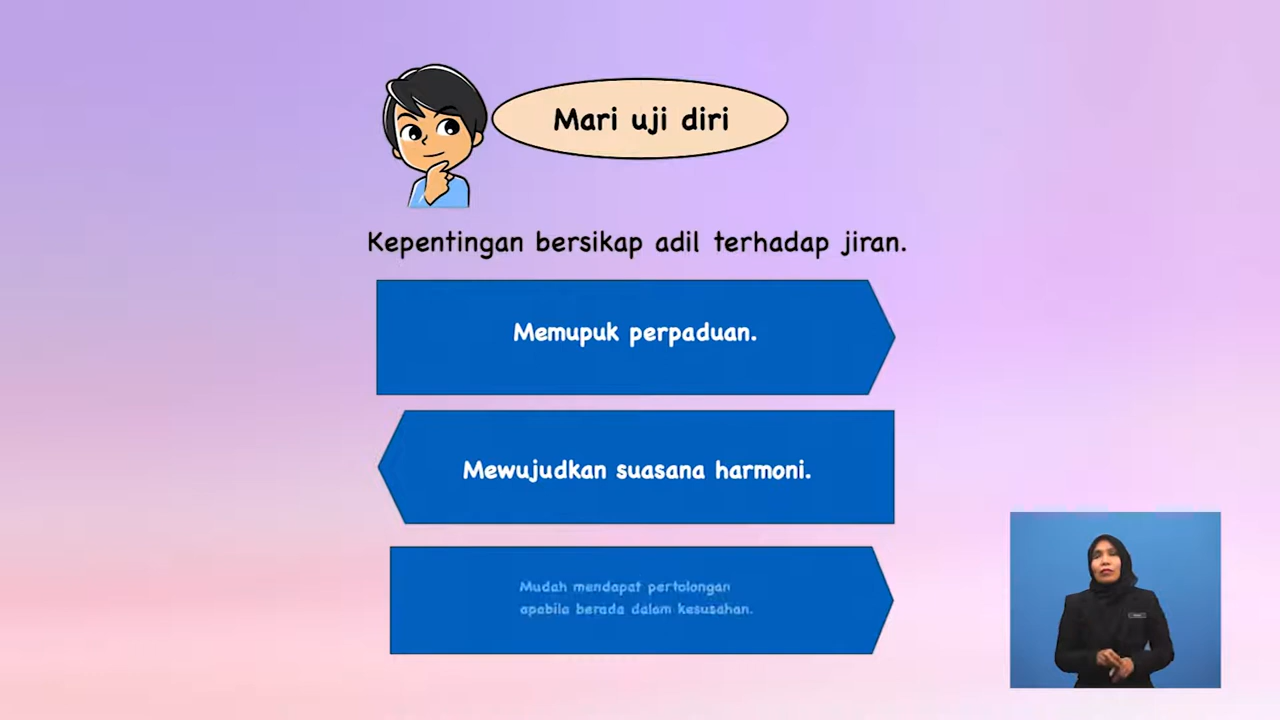 Mari uji diri
Kepentingan bersikap adil terhadap jiran.
Memupuk perpaduan.
Mewujudkan suasana harmoni.
Mudah mendapat pertolongan
apabila berada dalam kesusahan.